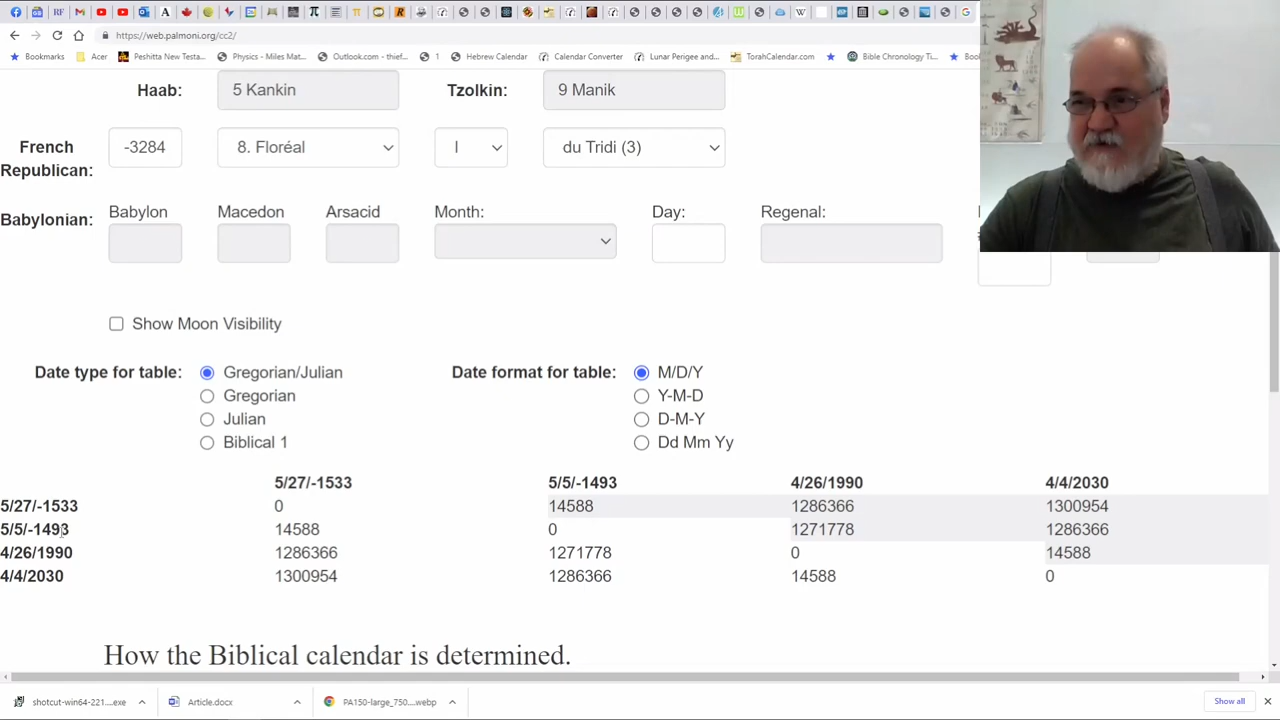 https://web.palmoni.org/cc2/
Bookmarks Acer Peshitta New Testa... Physics - Miles Mat... Outlook.com - thief... 1 Hebrew Calendar Calendar Converter Lunar Perigee and... TorahCalendar.com Bible Chronology Ti...
Haab: 5 Kankin Tzolkin: 9 Manik
French Republican: -3284 8. Floréal I du Tridi (3)
Babylonian: Babylon Macedon Arsacid Month: Day: Regenal:
Show Moon Visibility
Date type for table: Gregorian/Julian Date format for table: M/D/Y
Gregorian Y-M-D
Julian D-M-Y
Biblical 1 Dd Mm Yy
5/27/-1533 5/5/-1493 4/26/1990 4/4/2030
5/27/-1533 0 14588 1286366 1300954
5/5/-1493 14588 0 1271778 1286366
4/26/1990 1286366 1271778 0 14588
4/4/2030 1300954 1286366 14588 0
How the Biblical calendar is determined.
shotcut-win64-221....exe Article.docx PA150-large_750....webp Show all